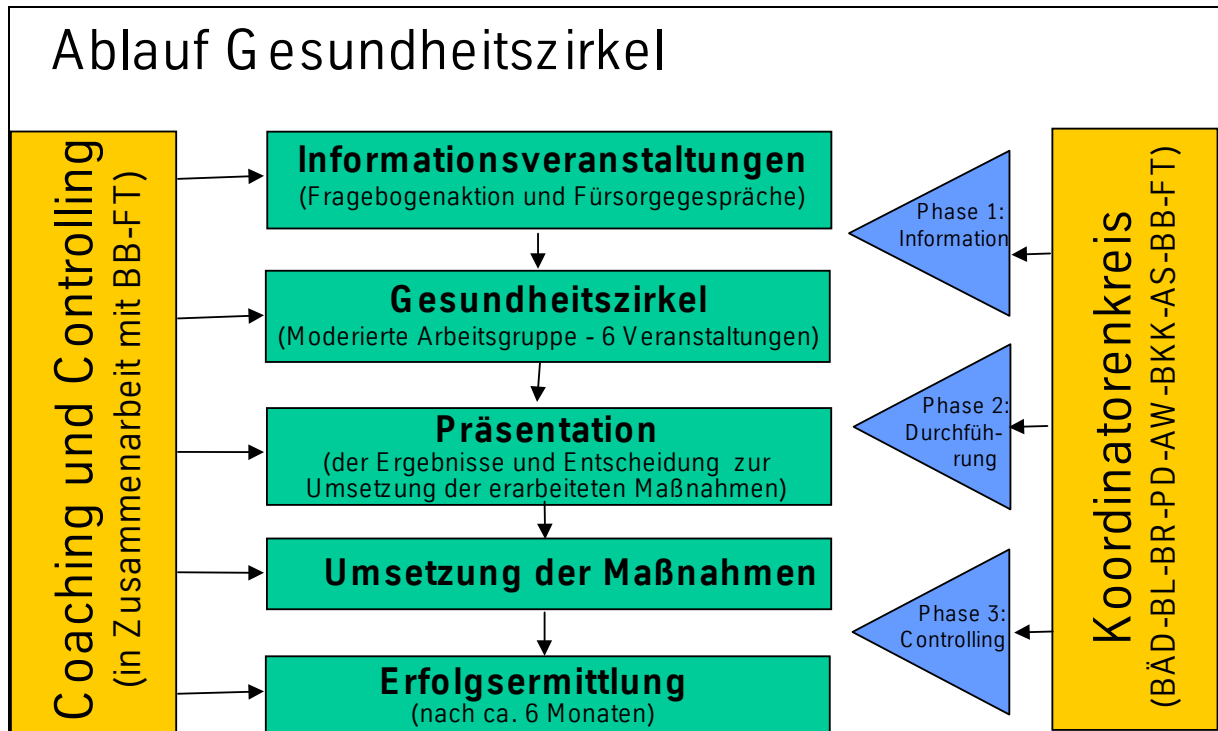 Ablauf Gesundheitszirkel
Coaching und Controlling
(in Zusammenarbeit mit BB-FT)
Informationsveranstaltungen
(Fragebogenaktion und Fürsorgegespräche)
Gesundheitszirkel
(Moderierte Arbeitsgruppe - 6 Veranstaltungen)
Präsentation
(der Ergebnisse und Entscheidung zur
Umsetzung der erarbeiteten Maßnahmen)
Umsetzung der Maßnahmen
Erfolgsermittlung
(nach ca. 6 Monaten)
Phase 1:
Information
Phase 2:
Durchfüh-
rung
Phase 3:
Controlling
Koordinatorenkreis
(BÄD-BL-BR-PD-AW-BKK-AS-BB-FT)